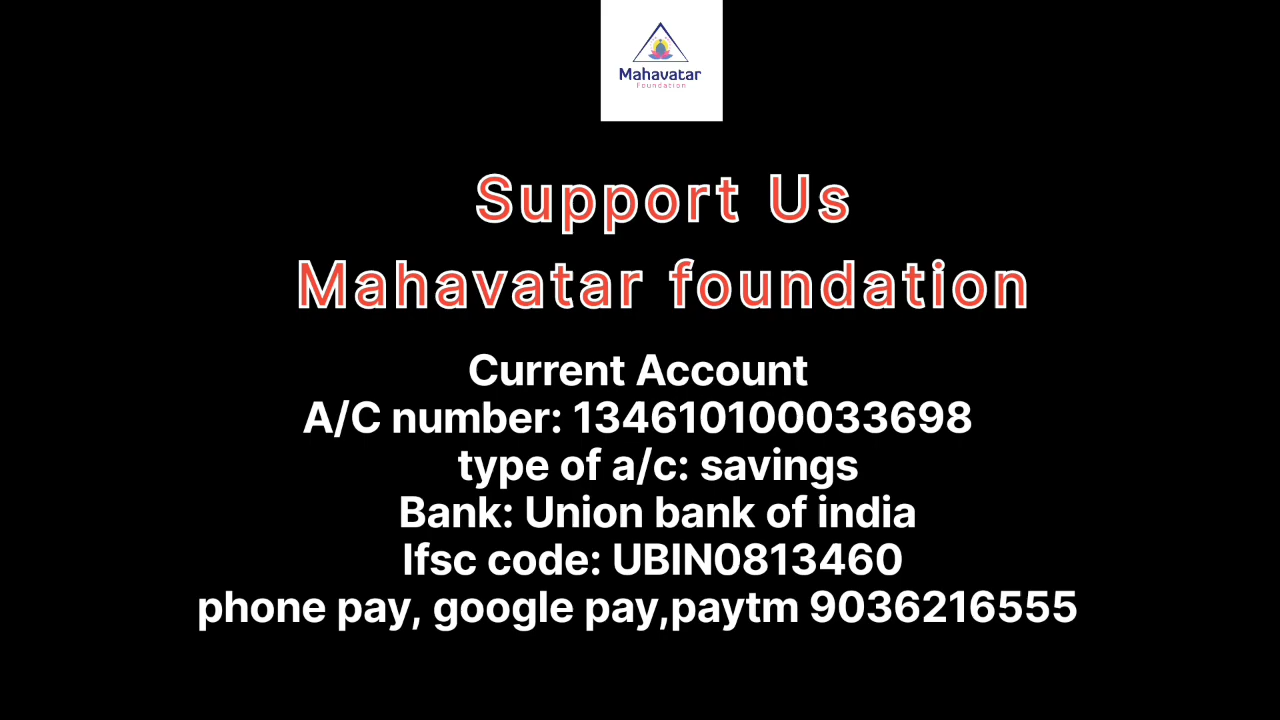 Mahavatar
Foundation
Support Us
Mahavatar foundation
Current Account
A/C number: 134610100033698
type of a/c: savings
Bank: Union bank of india
Ifsc code: UBIN0813460
phone pay, google pay,paytm 9036216555